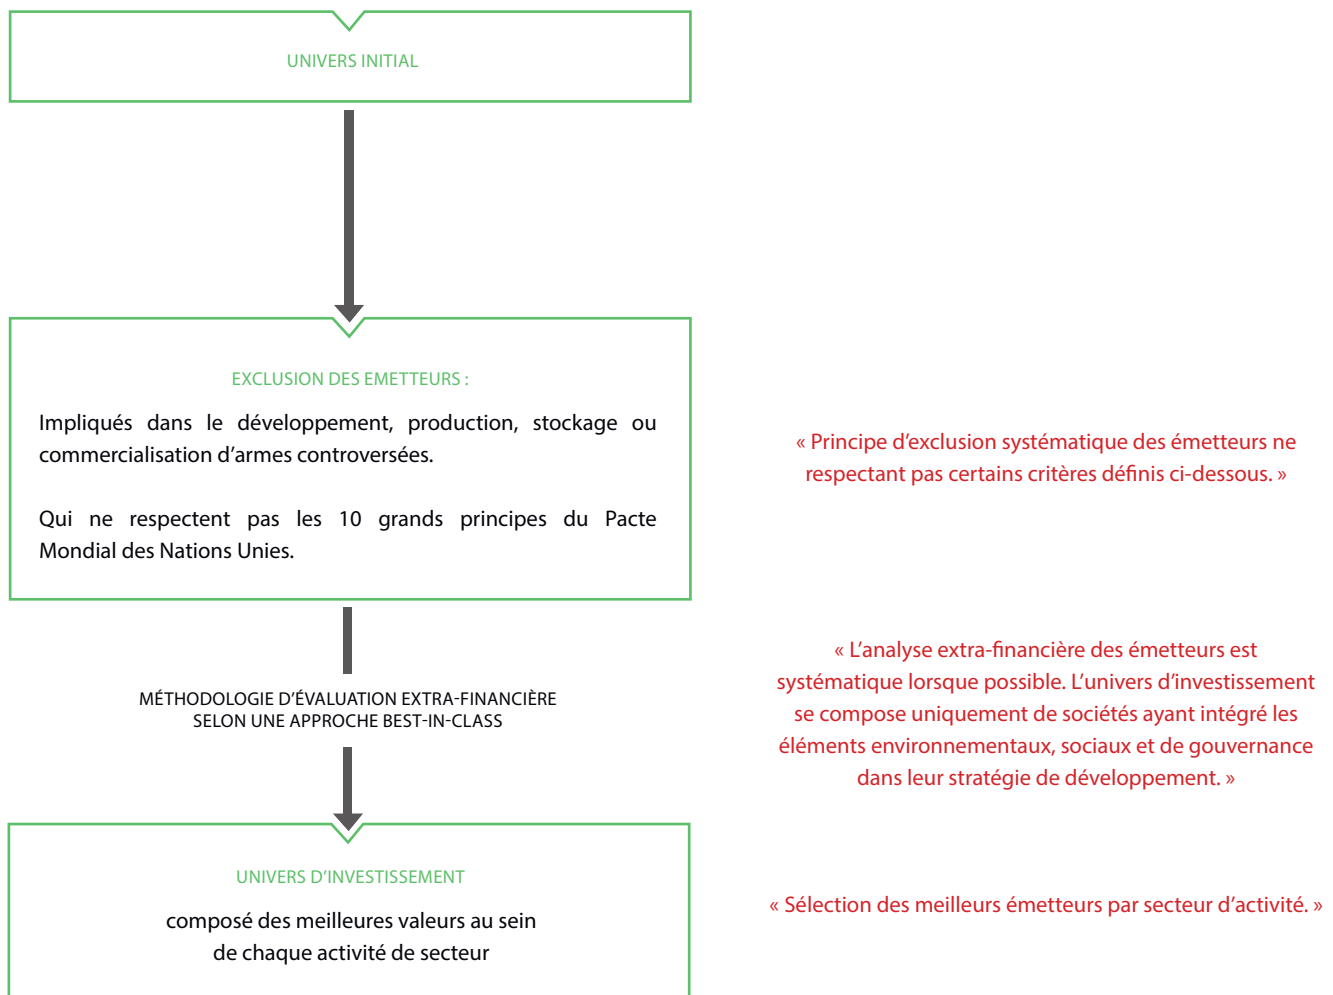 UNIVERS INITIAL
EXCLUSION DES EMETTEURS :
Impliqués dans le développement, production, stockage ou
commercialisation d'armes controversées.
Qui ne respectent pas les 10 grands principes du Pacte
Mondial des Nations Unies.
« Principe d'exclusion systématique des émetteurs ne
respectant pas certains critères définis ci-dessous. »
MÉTHODOLOGIE D'ÉVALUATION EXTRA-FINANCIÈRE
SELON UNE APPROCHE BEST-IN-CLASS
« L'analyse extra-financière des émetteurs est
systématique lorsque possible. L'univers d'investissement
se compose uniquement de sociétés ayant intégré les
éléments environnementaux, sociaux et de gouvernance
dans leur stratégie de développement. »
UNIVERS D'INVESTISSEMENT
composé des meilleures valeurs au sein
de chaque activité de secteur
« Sélection des meilleurs émetteurs par secteur d'activité. »